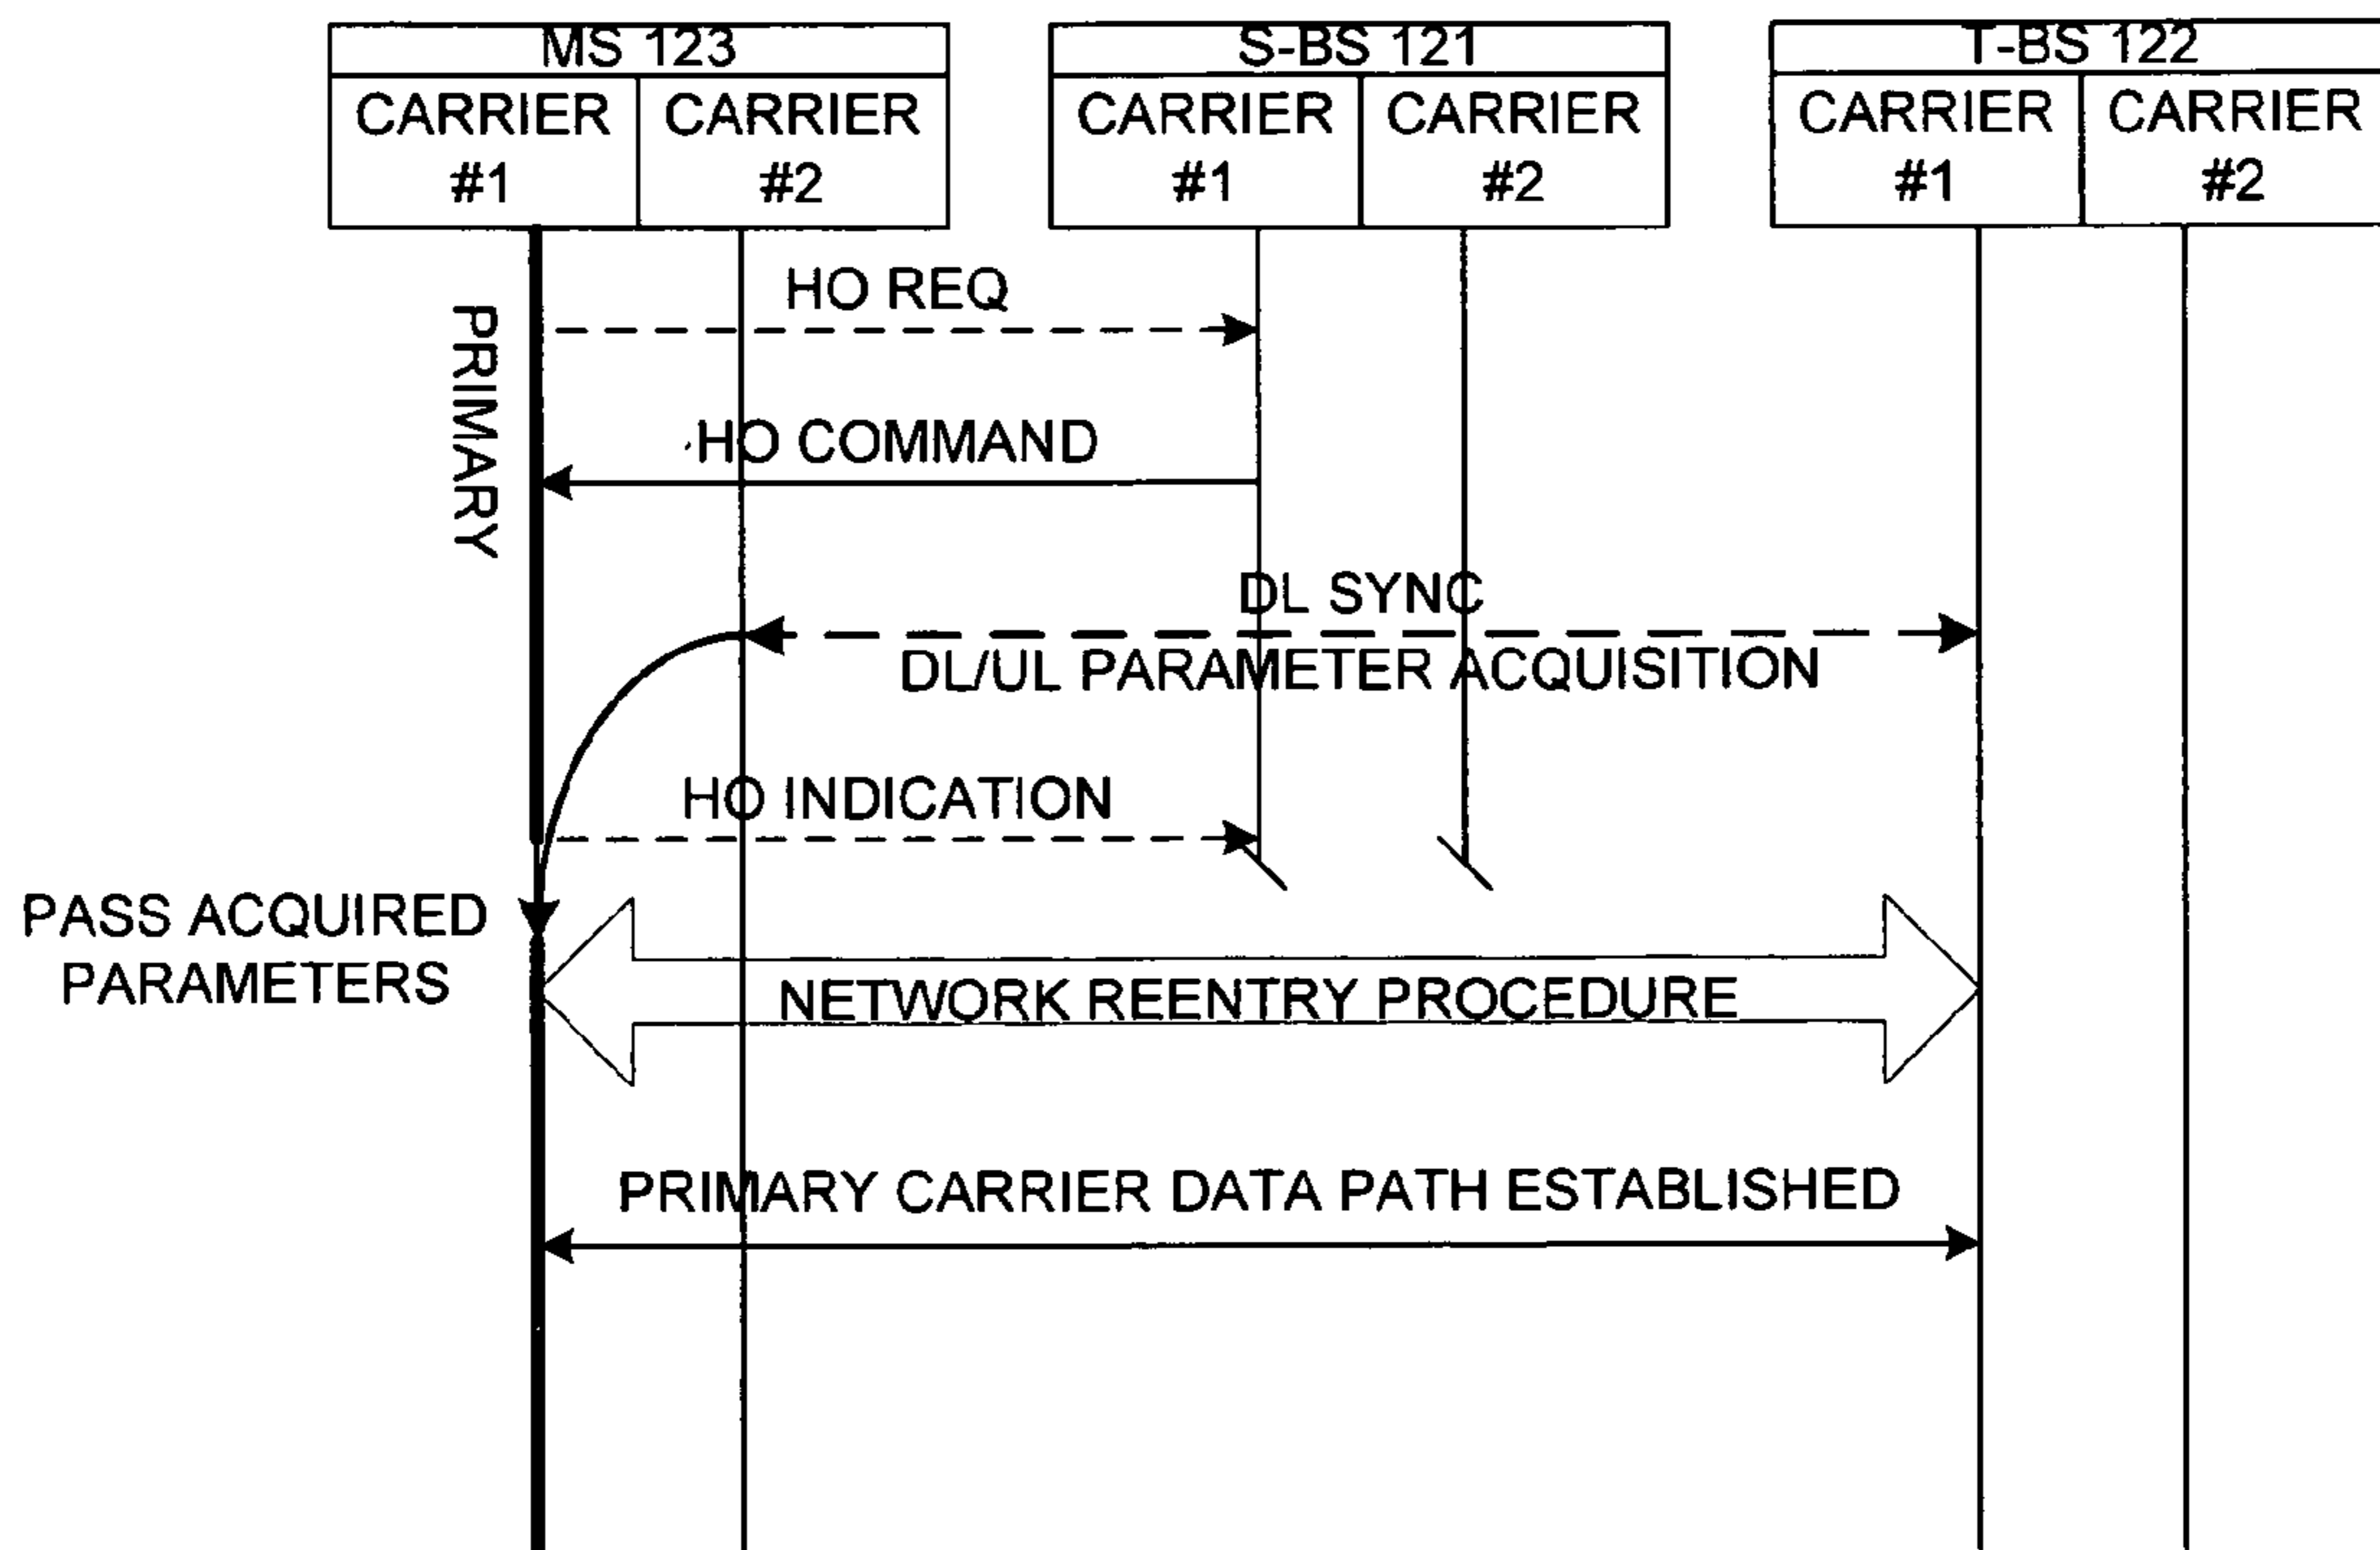 MS 123
S-BS 121
T-BS 122
CARRIER #1
CARRIER #2
CARRIER #1
CARRIER #2
CARRIER #1
CARRIER #2
PRIMARY
HO REQ
HO COMMAND
DL SYNC
DL/UL PARAMETER ACQUISITION
HO INDICATION
PASS ACQUIRED
PARAMETERS
NETWORK REENTRY PROCEDURE
PRIMARY CARRIER DATA PATH ESTABLISHED